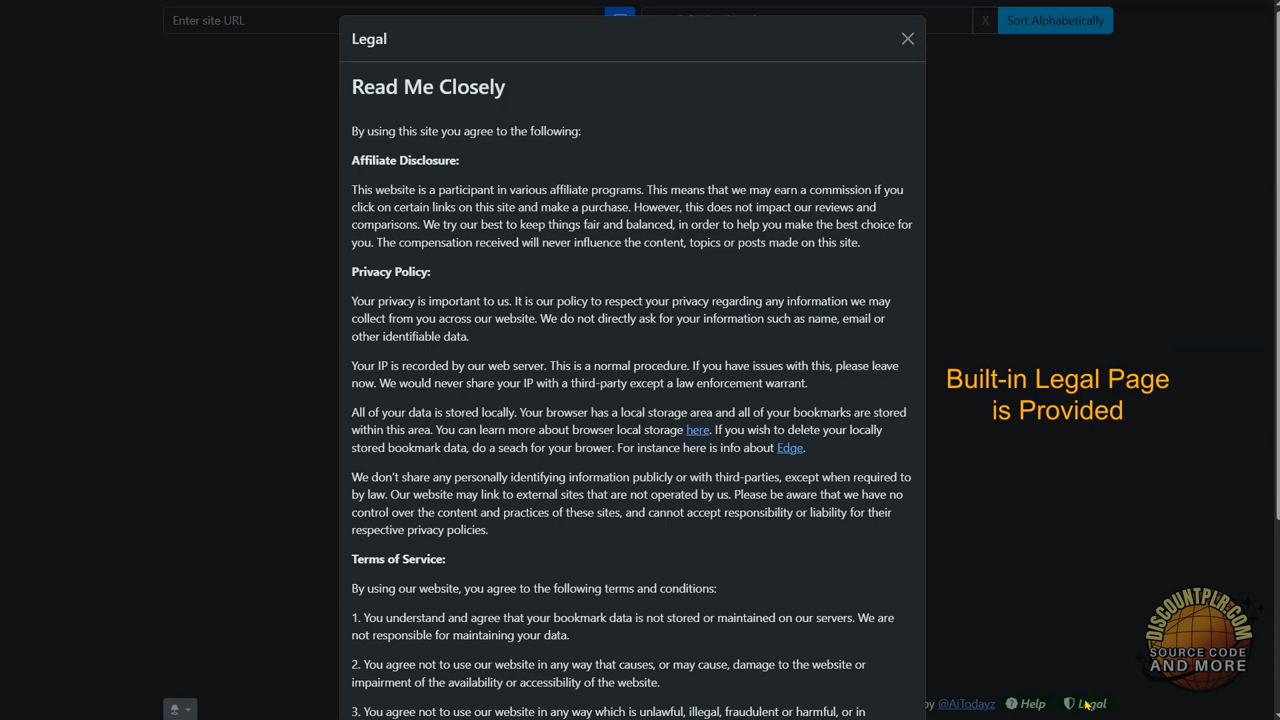 Enter site URL
X
Sort Alphabetically
Legal
Read Me Closely
By using this site you agree to the following:
Affiliate Disclosure:
This website is a participant in various affiliate programs. This means that we may earn a commission if you
click on certain links on this site and make a purchase. However, this does not impact our reviews and
comparisons. We try our best to keep things fair and balanced, in order to help you make the best choice for
you. The compensation received will never influence the content, topics or posts made on this site.
Privacy Policy:
Your privacy is important to us. It is our policy to respect your privacy regarding any information we may
collect from you across our website. We do not directly ask for your information such as name, email or
other identifiable data.
Your IP is recorded by our web server. This is a normal procedure. If you have issues with this, please leave
now. We would never share your IP with a third-party except a law enforcement warrant.
All of your data is stored locally. Your browser has a local storage area and all of your bookmarks are stored
within this area. You can learn more about browser local storage here. If you wish to delete your locally
stored bookmark data, do a seach for your brower. For instance here is info about Edge.
We don't share any personally identifying information publicly or with third-parties, except when required to
by law. Our website may link to external sites that are not operated by us. Please be aware that we have no
control over the content and practices of these sites, and cannot accept responsibility or liability for their
respective privacy policies.
Terms of Service:
By using our website, you agree to the following terms and conditions:
1. You understand and agree that your bookmark data is not stored or maintained on our servers. We are
not responsible for maintaining your data.
2. You agree not to use our website in any way that causes, or may cause, damage to the website or
impairment of the availability or accessibility of the website.
3. You agree not to use our website in any way which is unlawful, illegal, fraudulent or harmful, or in
Built-in Legal Page
is Provided
DISCOUNTPLR.COM
SOURCE CODE
AND MORE
by @AiTodayz Help Legal